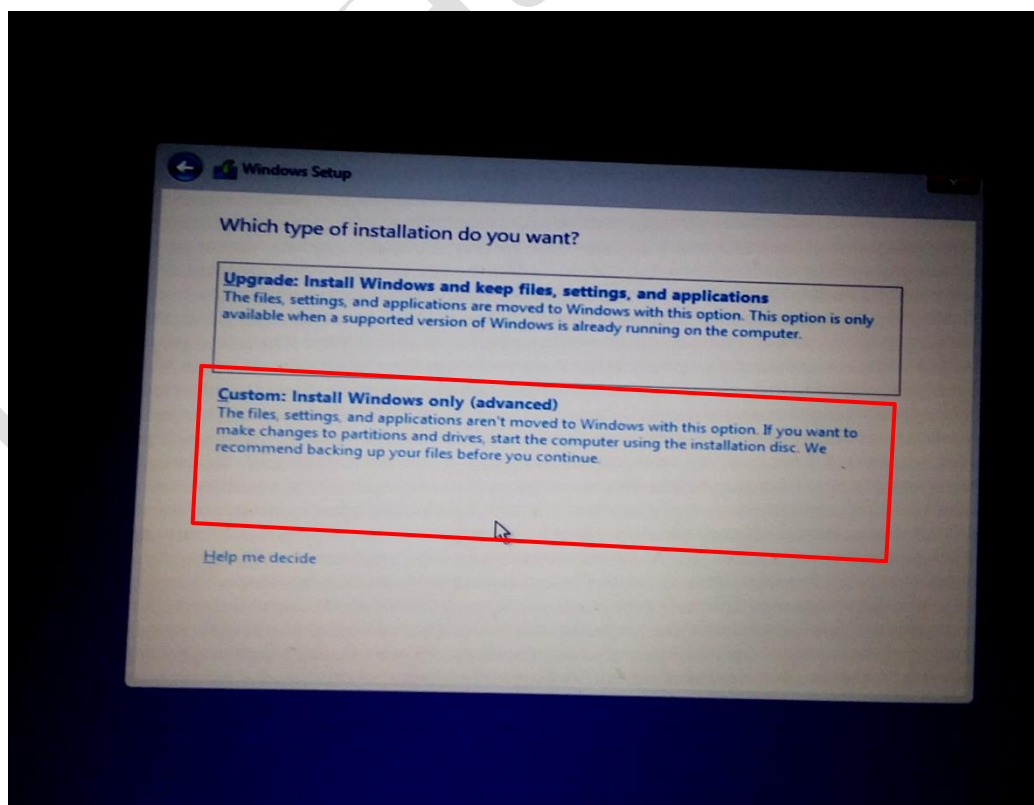 Windows Setup
Which type of installation do you want?
Upgrade: Install Windows and keep files, settings, and applications
The files, settings, and applications are moved to Windows with this option. This option is only
available when a supported version of Windows is already running on the computer.
Custom: Install Windows only (advanced)
The files, settings, and applications aren't moved to Windows with this option. If you want to
make changes to partitions and drives, start the computer using the installation disc. We
recommend backing up your files before you continue.
Help me decide